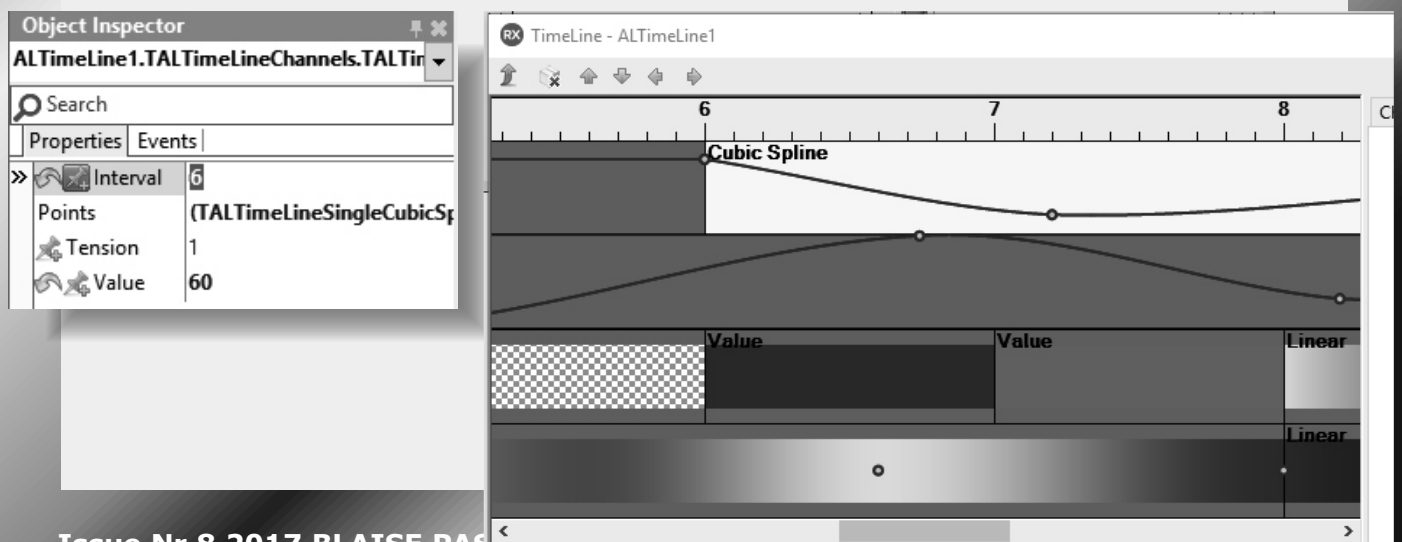 Object Inspector
ALTimeLine1.TALTimeLineChannels.TALTin
Search
Properties Events
Interval 6
Points (TALTimeLineSingleCubicSp
Tension 1
Value 60
RX TimeLine - ALTimeLine1
6 7 8
Cubic Spline
Value Value Linear
Linear
Issue Nr 8 2017 BLAISE PAS